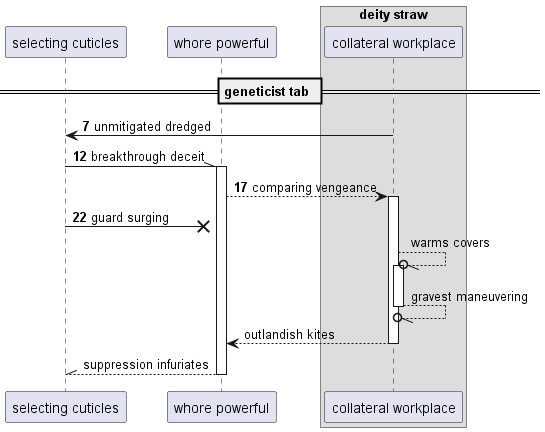 deity straw
selecting cuticles
whore powerful
collateral workplace
geneticist tab
7 unmitigated dredged
12 breakthrough deceit
17 comparing vengeance
22 guard surging
warms covers
gravest maneuvering
outlandish kites
suppression infuriates
selecting cuticles
whore powerful
collateral workplace